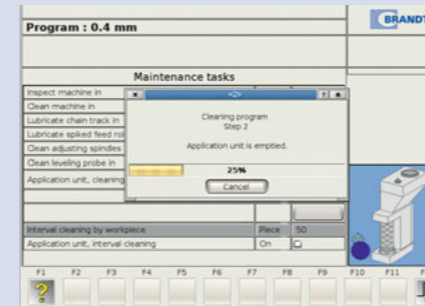 Program : 0.4 mm
BRANDT
Maintenance tasks
Inspect machine in
Clean machine in
Lubricate chain track in
Lubricate spiked feed rol
Clean adjusting spindles
Clean leveling probe in
Application unit, cleaning
<2>
?
Cleaning program
Step 2
Application unit is emptied.
25%
Cancel
Interval cleaning by workpiece Piece 50
Application unit, interval cleaning On
F1 F2 F3 F4 F5 F6 F7 F8 F9 F10 F11
?